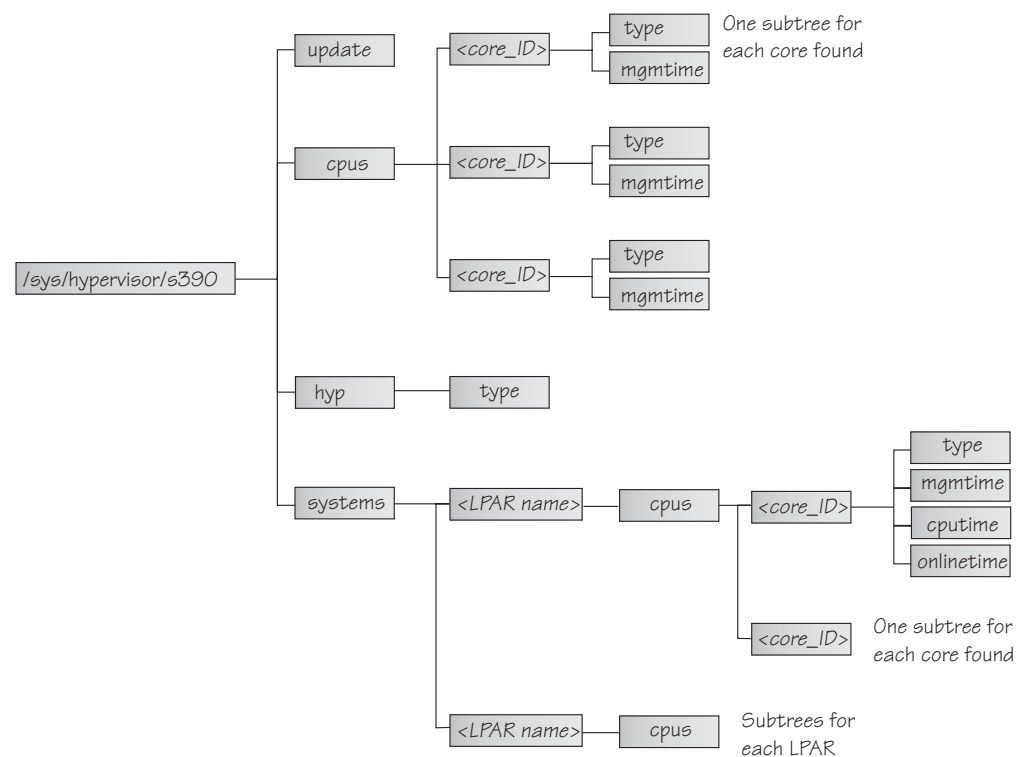 type
One subtree for
each core found
update
<core_ID>
mgmtime
type
cpus
<core_ID>
mgmtime
type
/sys/hypervisor/s390
<core_ID>
mgmtime
hyp
type
type
systems
<LPAR name>
cpus
<core_ID>
mgmtime
cputime
onlinetime
<core_ID>
One subtree for
each core found
<LPAR name>
cpus
Subtrees for
each LPAR